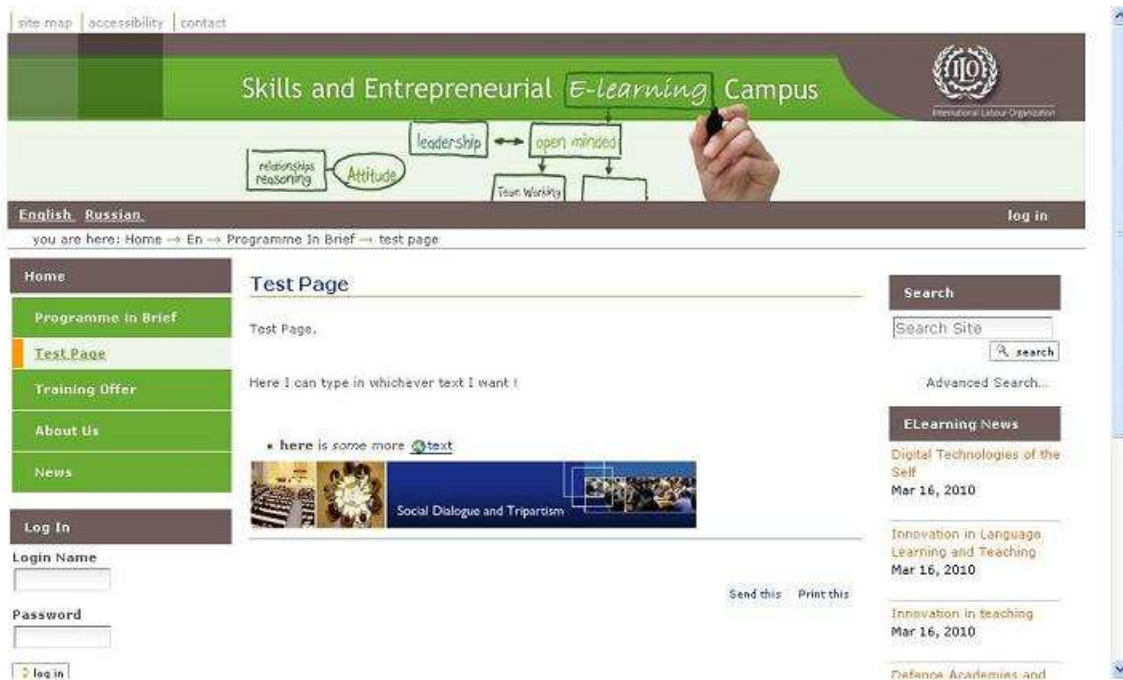 site map accessibility contact
Skills and Entrepreneurial E-learning Campus
International Labour Organization
leadership open minded
relationships
reasoning
Attitude
Team Working
English Russian
log in
you are here: Home → En → Programme In Brief → test page
Home
Programme In Brief
Test Page
Training Offer
About Us
News
Log In
Login Name
Password
log in
Test Page
Test Page.
Here I can type in whichever text I want !
• here is some more text
Social Dialogue and Tripartism
Send this Print this
Search
Search Site
search
Advanced Search...
ELearning News
Digital Technologies of the
Self
Mar 16, 2010
Innovation in Language
Learning and Teaching
Mar 16, 2010
Innovation in teaching
Mar 16, 2010
Defence Academies and